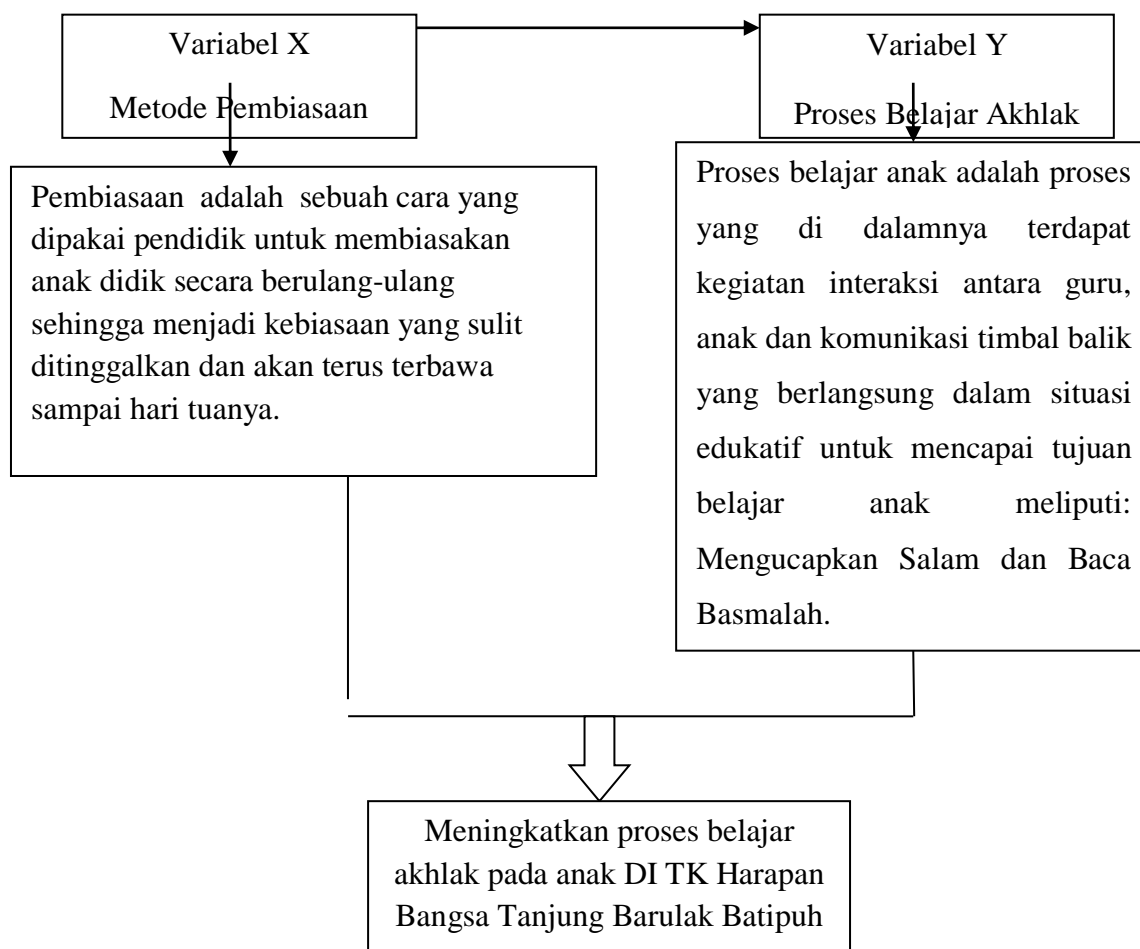 Variabel X
Metode Pembiasaan
Variabel Y
Proses Belajar Akhlak
Pembiasaan adalah sebuah cara yang
dipakai pendidik untuk membiasakan
anak didik secara berulang-ulang
sehingga menjadi kebiasaan yang sulit
ditinggalkan dan akan terus terbawa
sampai hari tuanya.
Proses belajar anak adalah proses
yang di dalamnya terdapat
kegiatan interaksi antara guru,
anak dan komunikasi timbal balik
yang berlangsung dalam situasi
edukatif untuk mencapai tujuan
belajar anak meliputi:
Mengucapkan Salam dan Baca
Basmalah.
Meningkatkan proses belajar
akhlak pada anak DI TK Harapan
Bangsa Tanjung Barulak Batipuh